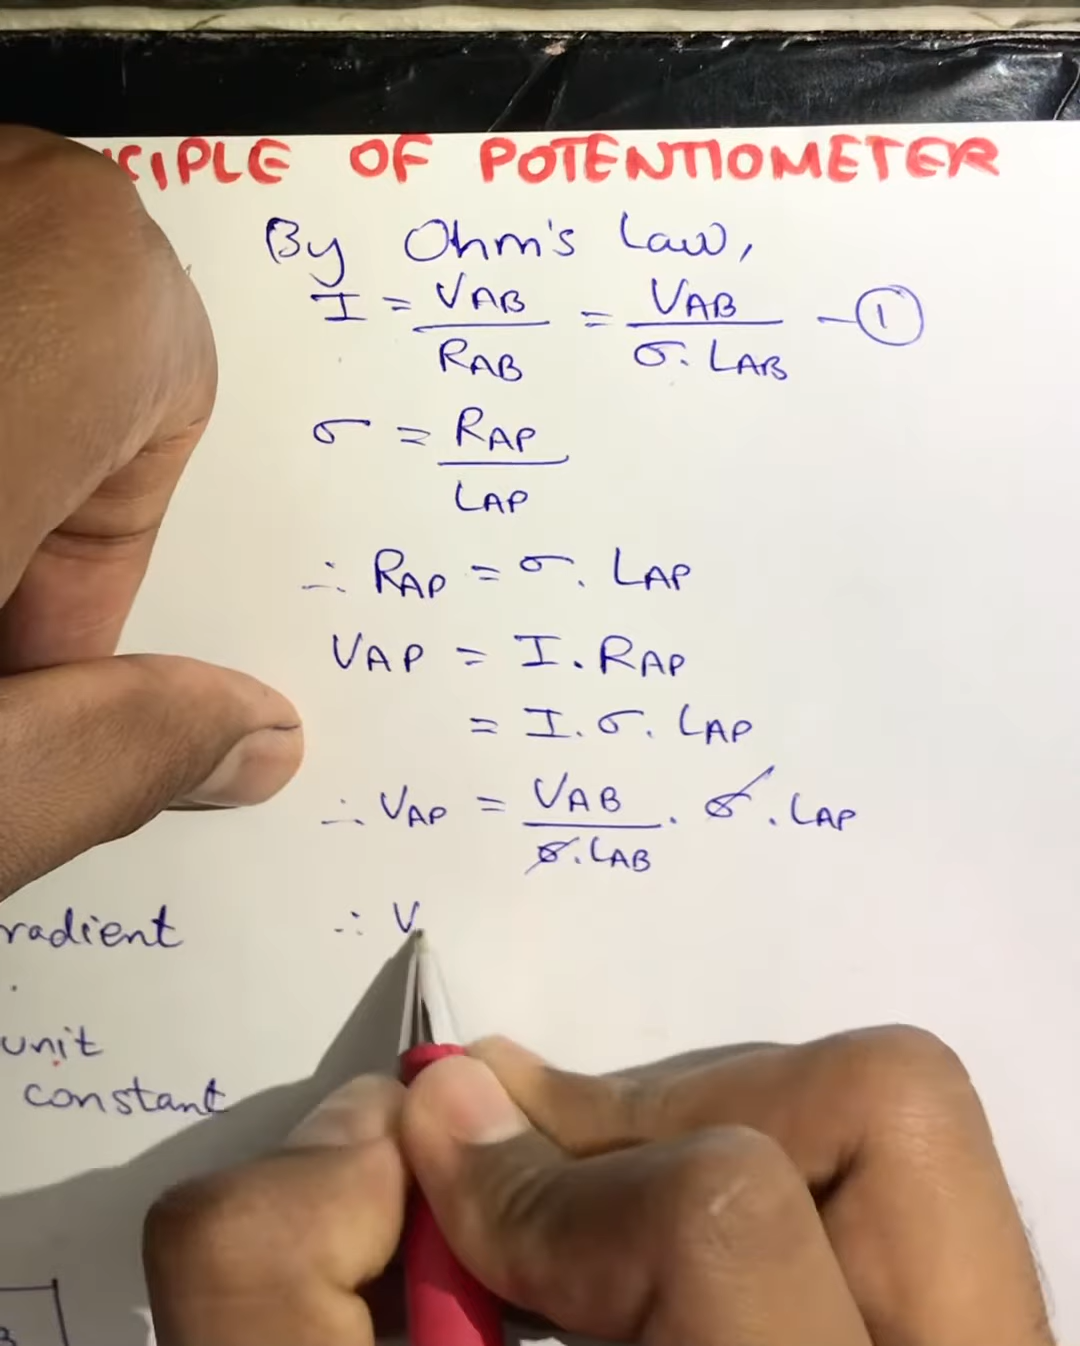 CIPLE OF POTENTIOMETER
By Ohm's Law,
I = VAB / RAB = VAB / σ. LAB — ①
σ = RAP / LAP
∴ RAP = σ. LAP
VAP = I. RAP
= I. σ. LAP
∴ VAP = VAB / σ. LAB . σ. LAP
radient
∴ V
unit
constant